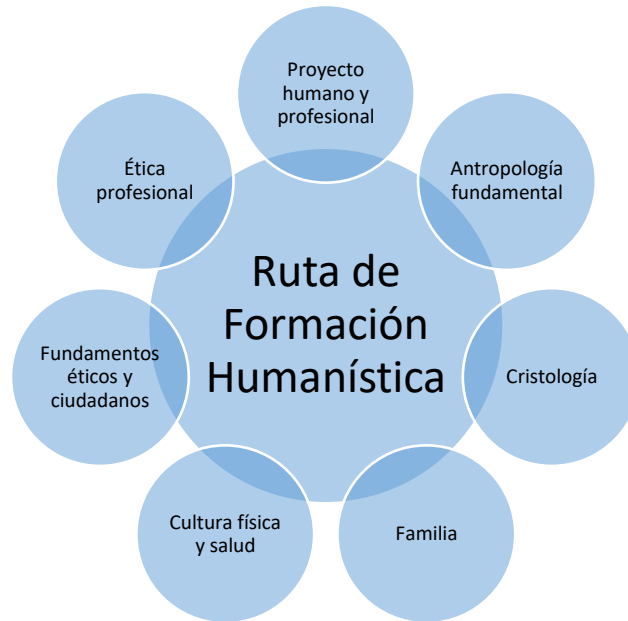 Proyecto
humano y
profesional
Antropología
fundamental
Cristología
Familia
Cultura física
y salud
Fundamentos
éticos y
ciudadanos
Ética
profesional
Ruta de
Formación
Humanística